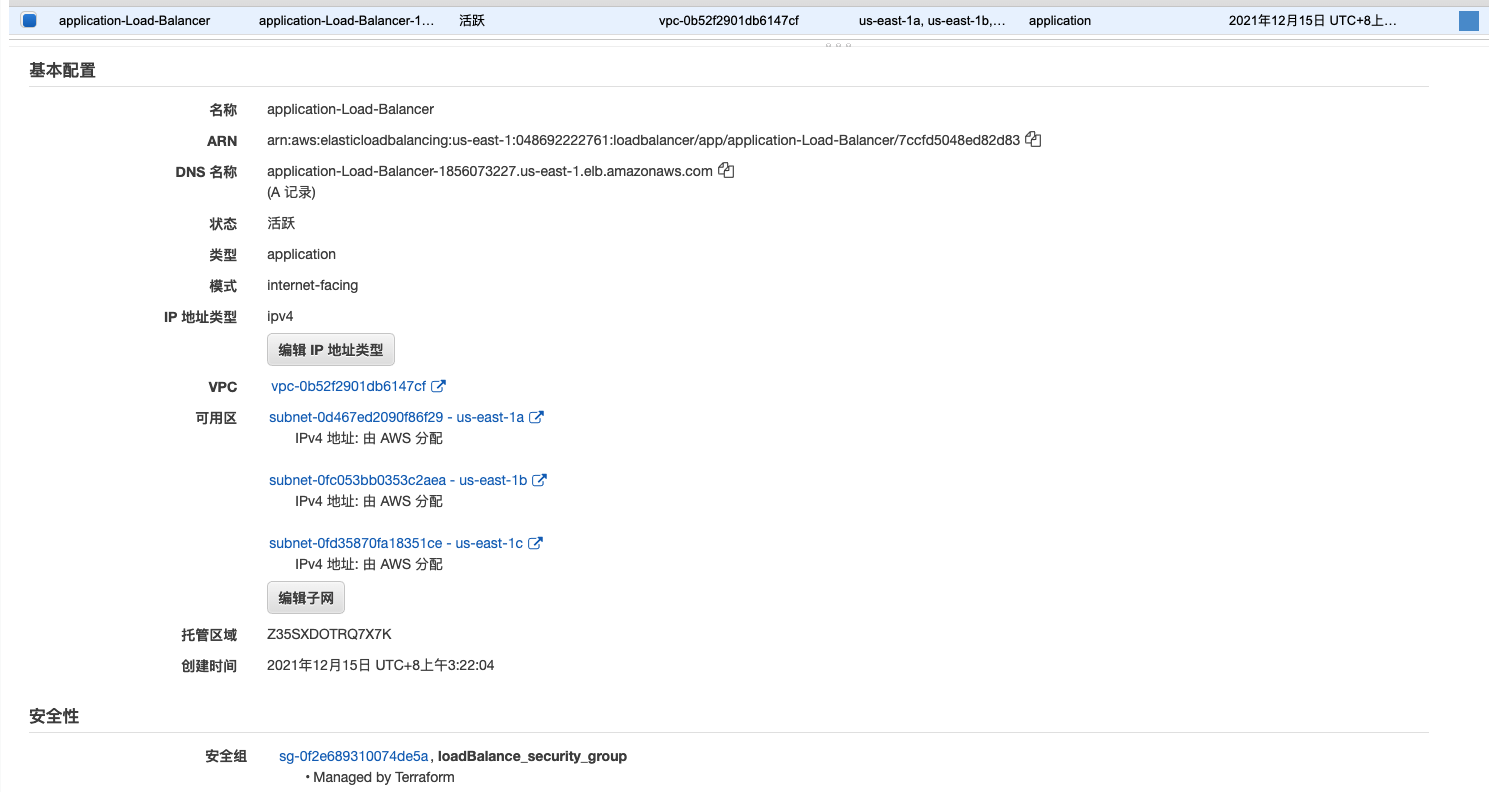 application-Load-Balancer application-Load-Balancer-1… 活跃 vpc-0b52f2901db6147cf us-east-1a, us-east-1b,… application 2021年12月15日 UTC+8上…
基本配置
名称 application-Load-Balancer
ARN arn:aws:elasticloadbalancing:us-east-1:048692222761:loadbalancer/app/application-Load-Balancer/7ccfd5048ed82d83
DNS 名称 application-Load-Balancer-1856073227.us-east-1.elb.amazonaws.com
(A 记录)
状态 活跃
类型 application
模式 internet-facing
IP 地址类型 ipv4
编辑 IP 地址类型
VPC vpc-0b52f2901db6147cf
可用区 subnet-0d467ed2090f86f29 - us-east-1a
IPv4 地址: 由 AWS 分配
subnet-0fc053bb0353c2aea - us-east-1b
IPv4 地址: 由 AWS 分配
subnet-0fd35870fa18351ce - us-east-1c
IPv4 地址: 由 AWS 分配
编辑子网
托管区域 Z35SXDOTRQ7X7K
创建时间 2021年12月15日 UTC+8上午3:22:04
安全性
安全组 sg-0f2e689310074de5a, loadBalance_security_group
• Managed by Terraform